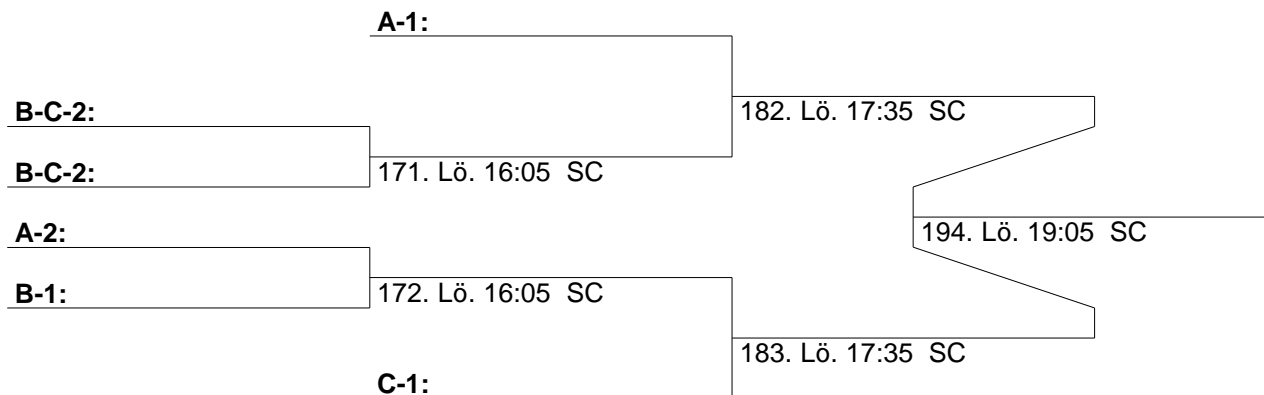 A-1:
B-C-2:
182. Lö. 17:35 SC
B-C-2:
171. Lö. 16:05 SC
A-2:
194. Lö. 19:05 SC
B-1:
172. Lö. 16:05 SC
183. Lö. 17:35 SC
C-1: